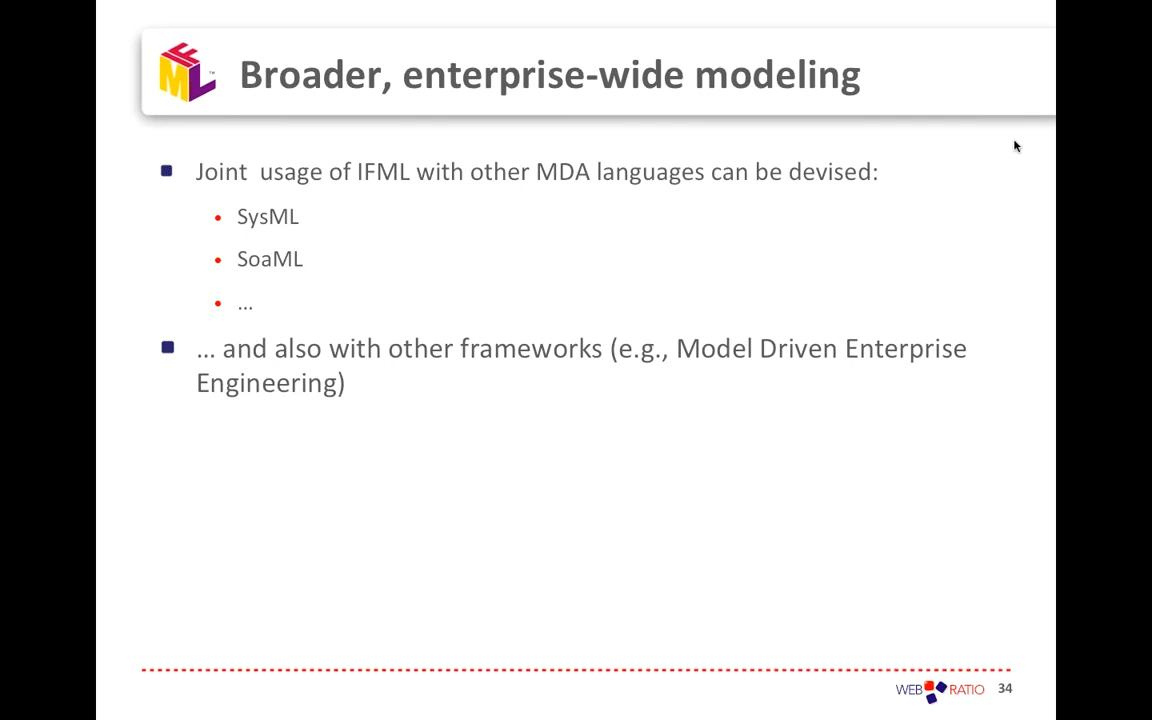 IFML™
Broader, enterprise-wide modeling
Joint  usage of IFML with other MDA languages can be devised:
• SysML
• SoaML
• …
… and also with other frameworks (e.g., Model Driven Enterprise
Engineering)
WEB RATIO 34